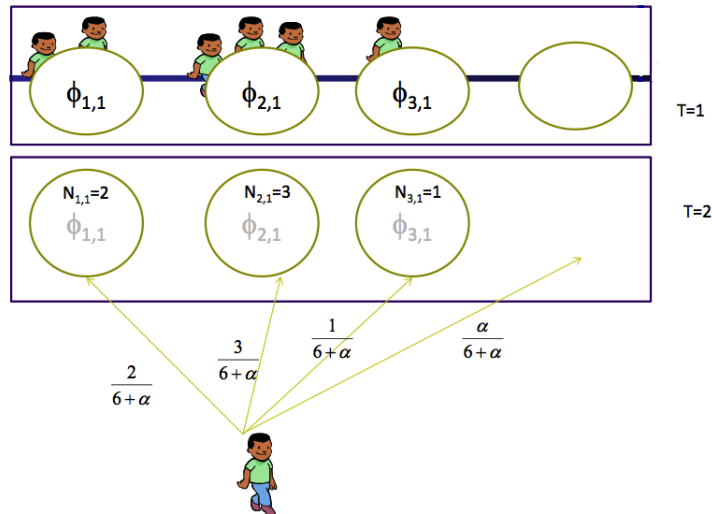 ϕ1,1 ϕ2,1 ϕ3,1
T=1
N1,1=2 N2,1=3 N3,1=1
ϕ1,1 ϕ2,1 ϕ3,1
T=2
2/(6+α) 3/(6+α) 1/(6+α) α/(6+α)